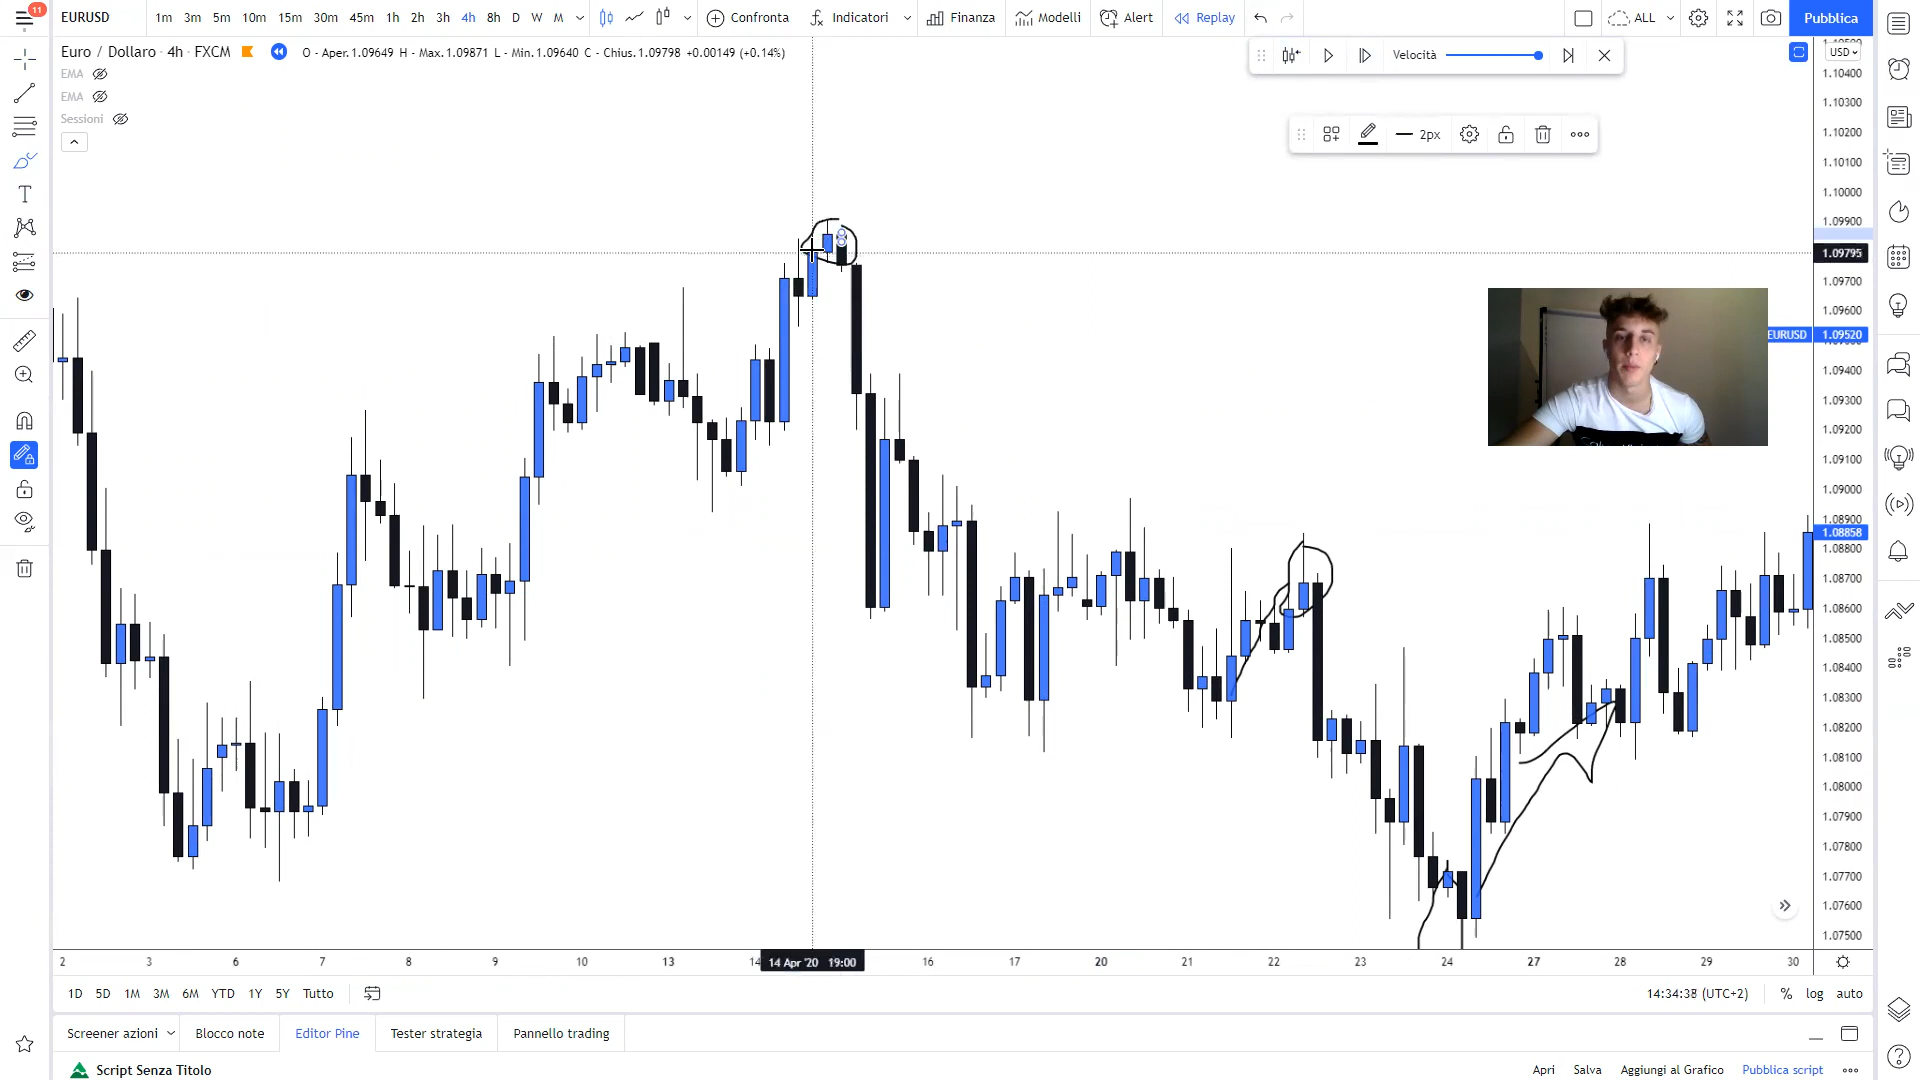 11
EURUSD
1m 3m 5m 10m 15m 30m 45m 1h 2h 3h 4h 8h D W M
Confronta
Indicatori
Finanza
Modelli
Alert
Replay
ALL
Pubblica
Euro / Dollaro · 4h · FXCM
O - Aper.1.09649 H - Max.1.09871 L - Min.1.09640 C - Chius.1.09798 +0.00149 (+0.14%)
Velocità
USD
EMA
EMA
Sessioni
2px
1.10400
1.10300
1.10200
1.10100
1.10000
1.09900
1.09795
1.09700
1.09600
EURUSD 1.09520
1.09400
1.09300
1.09200
1.09100
1.09000
1.08900
1.08858
1.08800
1.08700
1.08600
1.08500
1.08400
1.08300
1.08200
1.08100
1.08000
1.07900
1.07800
1.07700
1.07600
1.07500
2 3 6 7 8 9 10 13 14 14 Apr '20 19:00 16 17 20 21 22 23 24 27 28 29 30
1D 5D 1M 3M 6M YTD 1Y 5Y Tutto
14:34:38 (UTC+2) % log auto
Screener azioni
Blocco note
Editor Pine
Tester strategia
Pannello trading
Script Senza Titolo
Apri Salva Aggiungi al Grafico Pubblica script